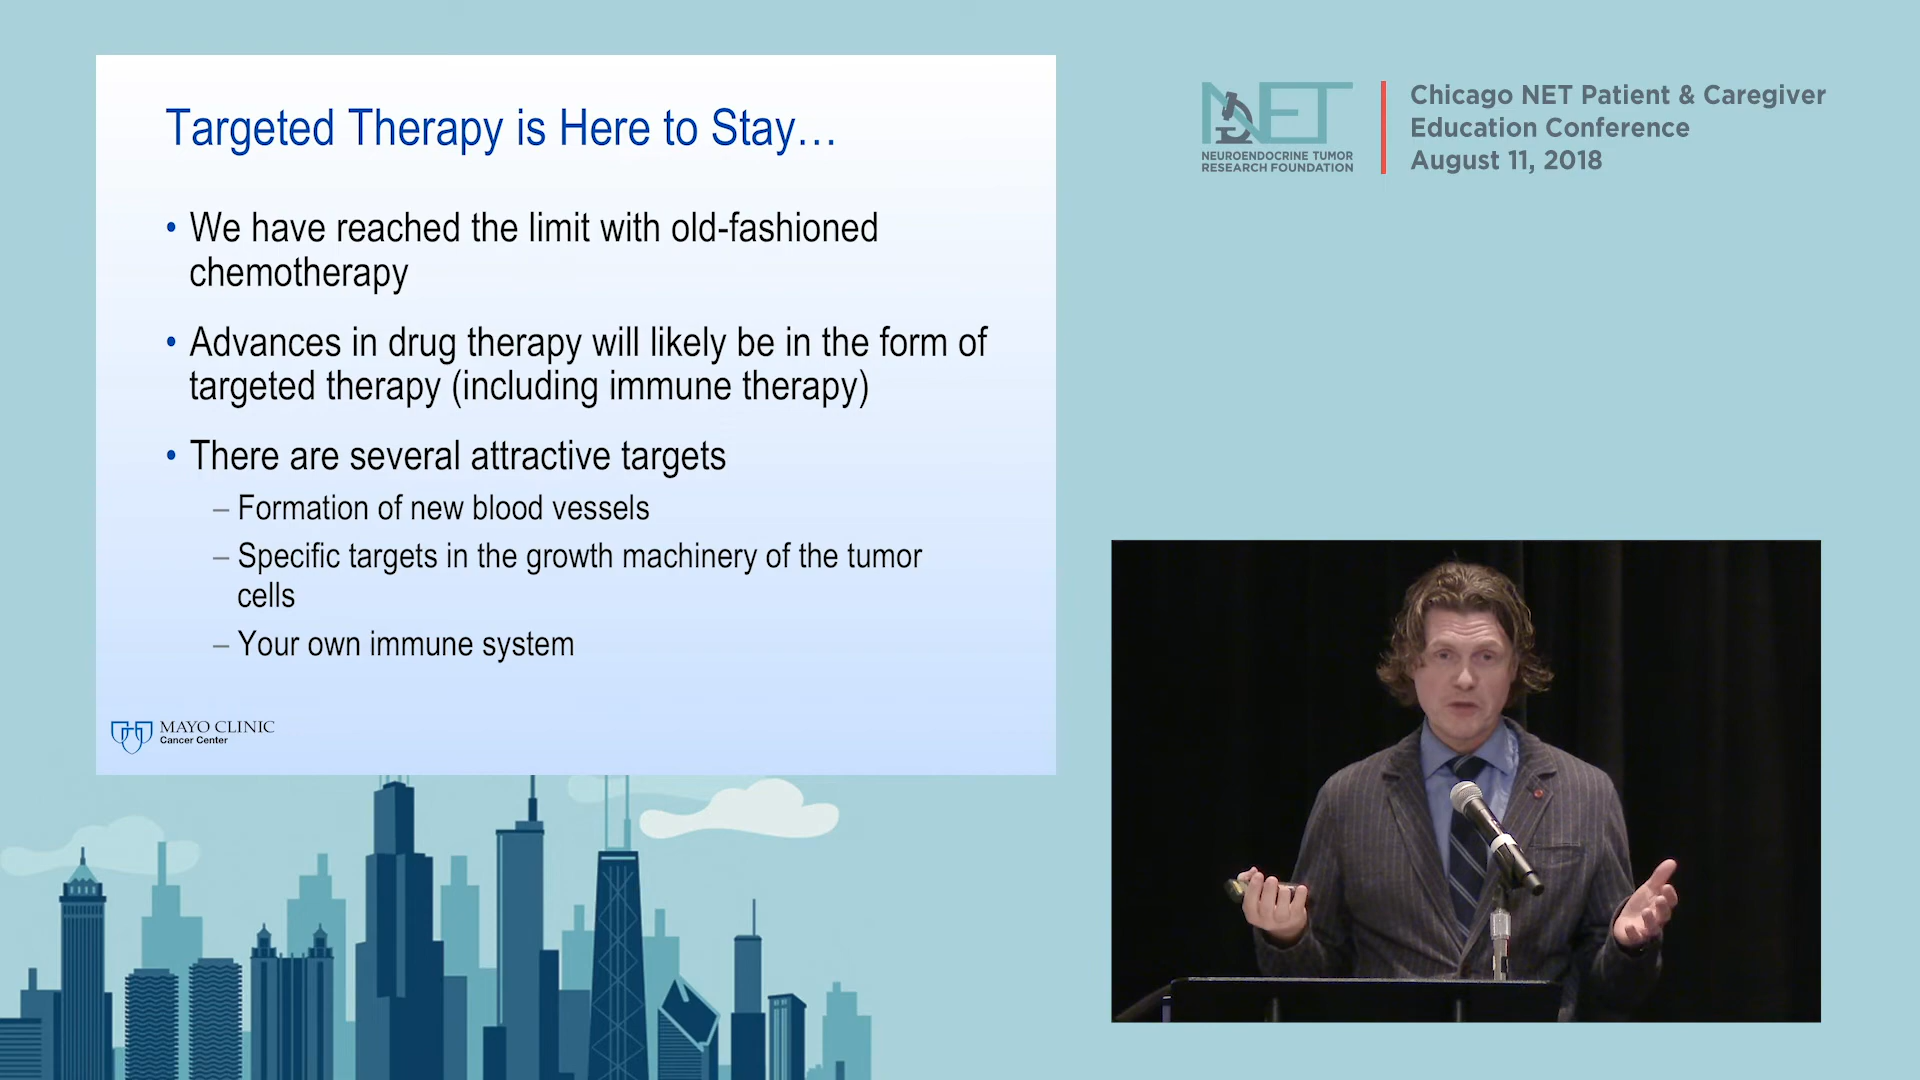 Targeted Therapy is Here to Stay…
• We have reached the limit with old-fashioned
chemotherapy
• Advances in drug therapy will likely be in the form of
targeted therapy (including immune therapy)
• There are several attractive targets
– Formation of new blood vessels
– Specific targets in the growth machinery of the tumor
cells
– Your own immune system
MAYO CLINIC
Cancer Center
NET
NEUROENDOCRINE TUMOR
RESEARCH FOUNDATION
Chicago NET Patient & Caregiver
Education Conference
August 11, 2018